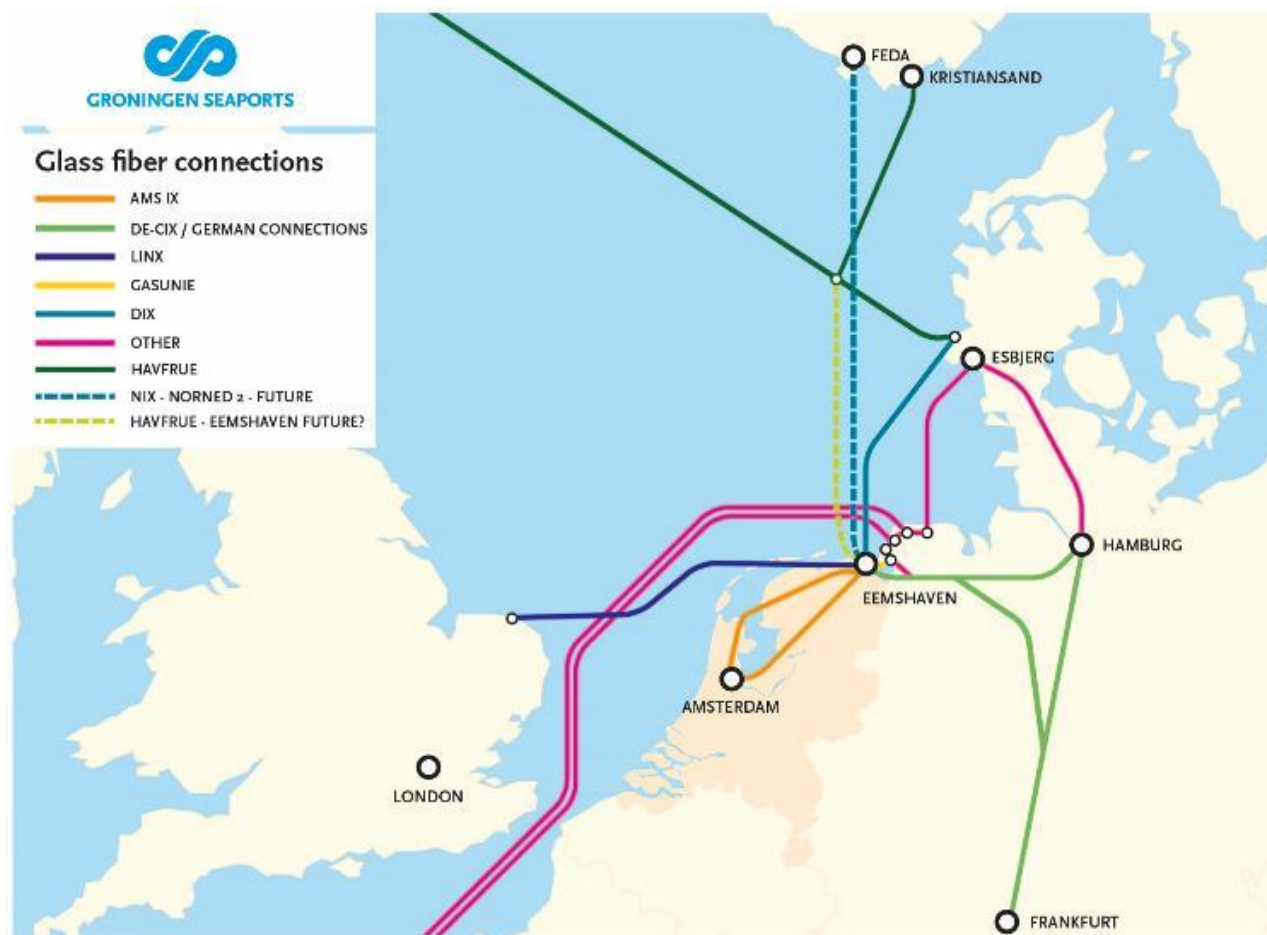 GRONINGEN SEAPORTS
Glass fiber connections
AMS IX
DE-CIX / GERMAN CONNECTIONS
LINX
GASUNIE
DIX
OTHER
HAVFRUE
NIX - NORNED 2 - FUTURE
HAVFRUE - EEMSHAVEN FUTURE?
FEDA
KRISTIANSAND
ESBJERG
HAMBURG
EEMSHAVEN
AMSTERDAM
LONDON
FRANKFURT